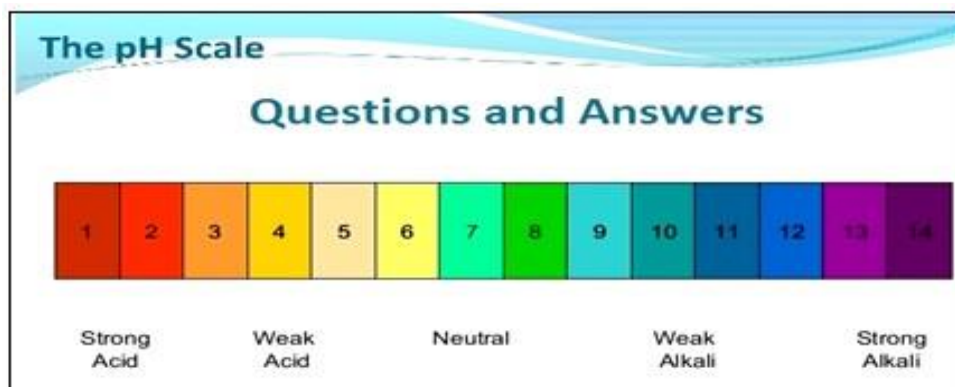 The pH Scale
Questions and Answers
1 2 3 4 5 6 7 8 9 10 11 12 13 14
Strong Weak Neutral Weak Strong
Acid Acid Alkali Alkali